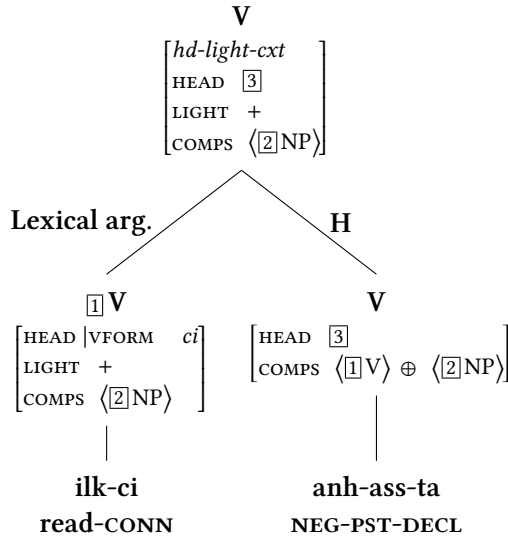 V
[hd-light-cxt
HEAD [3]
LIGHT +
COMPS ⟨[2]NP⟩]
Lexical arg.
H
[1]V
[HEAD |VFORM ci
LIGHT +
COMPS ⟨[2]NP⟩]
V
[HEAD [3]
COMPS ⟨[1]V⟩ ⊕ ⟨[2]NP⟩]
ilk-ci
read-CONN
anh-ass-ta
NEG-PST-DECL